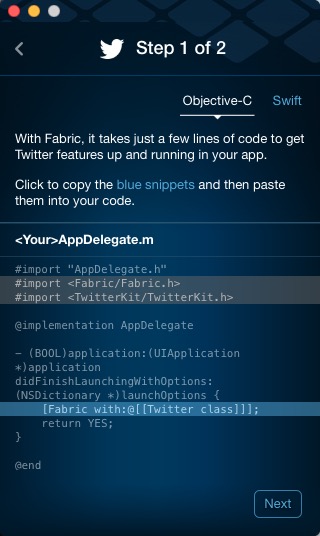 Step 1 of 2
Objective-C Swift
With Fabric, it takes just a few lines of code to get
Twitter features up and running in your app.
Click to copy the blue snippets and then paste
them into your code.
<Your>AppDelegate.m
#import "AppDelegate.h"
#import <Fabric/Fabric.h>
#import <TwitterKit/TwitterKit.h>
@implementation AppDelegate
- (BOOL)application:(UIApplication
*)application
didFinishLaunchingWithOptions:
(NSDictionary *)launchOptions {
[Fabric with:@[[Twitter class]]];
return YES;
}
@end
Next